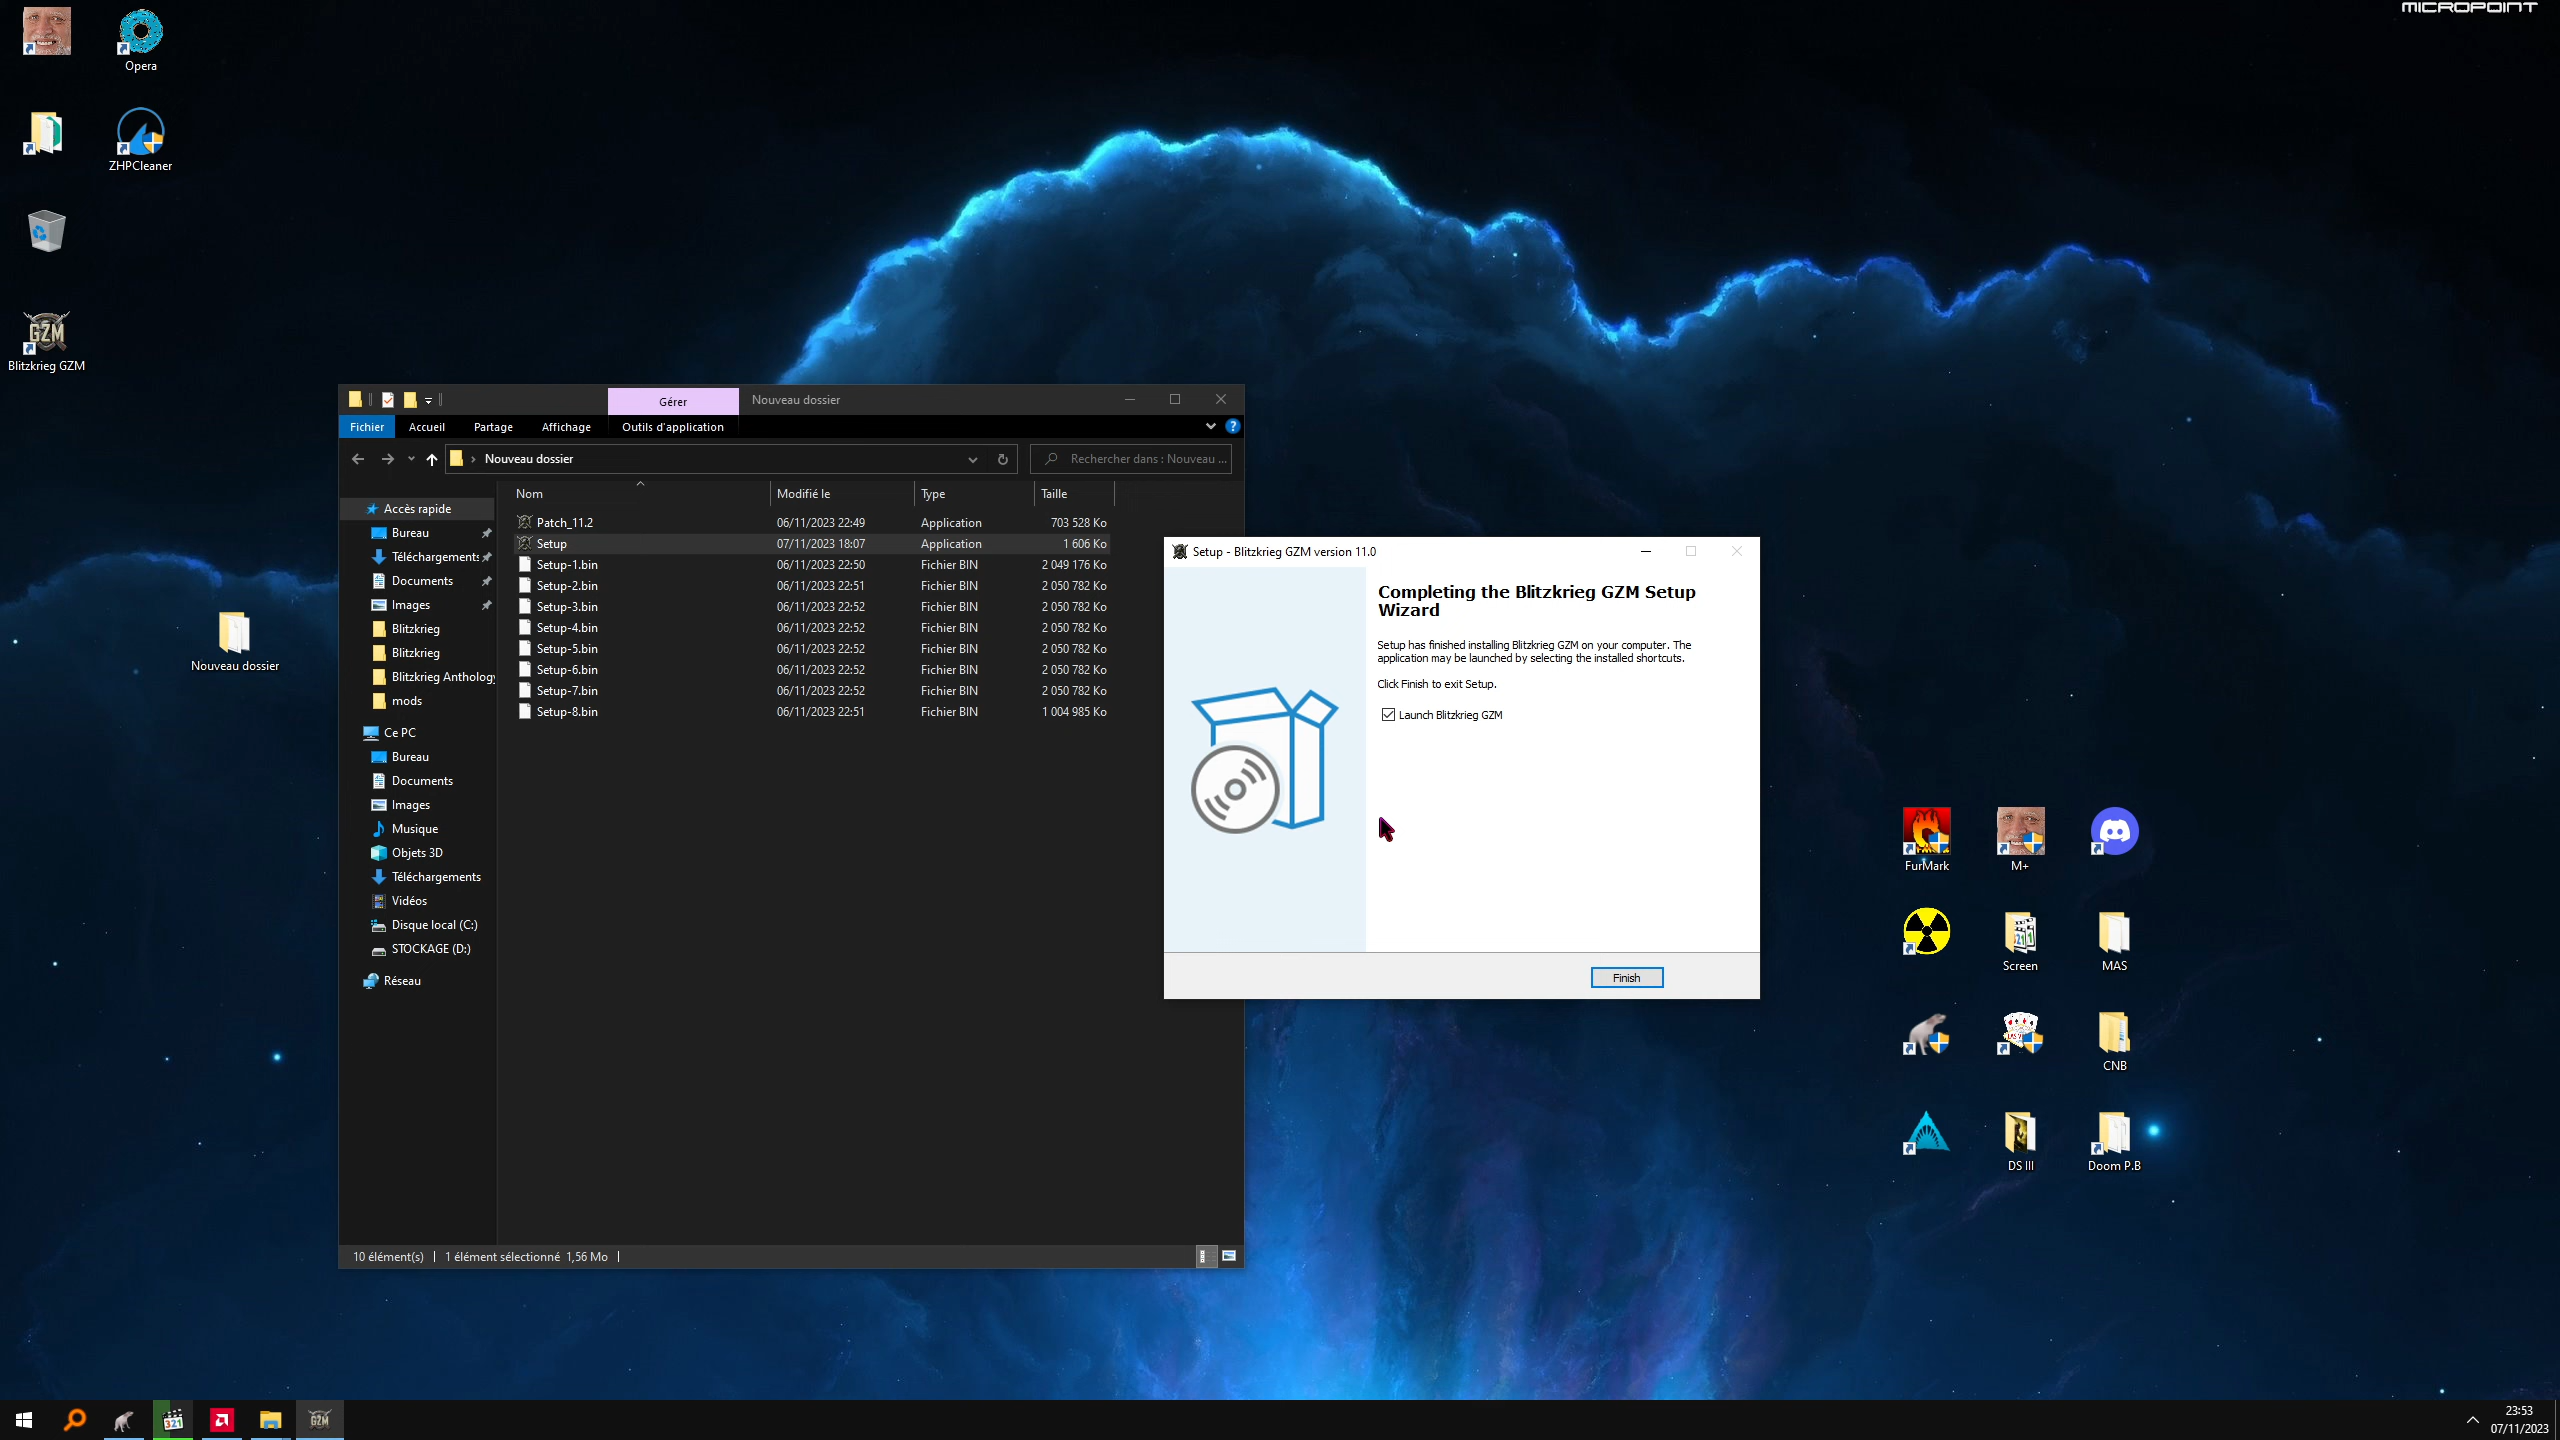 MICROPOINT
Opera
ZHPCleaner
Blitzkrieg GZM
Nouveau dossier
Gérer
Nouveau dossier
Fichier
Accueil
Partage
Affichage
Outils d'application
Nouveau dossier
Rechercher dans : Nouveau ...
Nom
Modifié le
Type
Taille
Accès rapide
Bureau
Téléchargements
Documents
Images
Blitzkrieg
Blitzkrieg
Blitzkrieg Anthology
mods
Ce PC
Bureau
Documents
Images
Musique
Objets 3D
Téléchargements
Vidéos
Disque local (C:)
STOCKAGE (D:)
Réseau
Patch_11.2 06/11/2023 22:49 Application 703 528 Ko
Setup 07/11/2023 18:07 Application 1 606 Ko
Setup-1.bin 06/11/2023 22:50 Fichier BIN 2 049 176 Ko
Setup-2.bin 06/11/2023 22:51 Fichier BIN 2 050 782 Ko
Setup-3.bin 06/11/2023 22:52 Fichier BIN 2 050 782 Ko
Setup-4.bin 06/11/2023 22:52 Fichier BIN 2 050 782 Ko
Setup-5.bin 06/11/2023 22:52 Fichier BIN 2 050 782 Ko
Setup-6.bin 06/11/2023 22:52 Fichier BIN 2 050 782 Ko
Setup-7.bin 06/11/2023 22:52 Fichier BIN 2 050 782 Ko
Setup-8.bin 06/11/2023 22:51 Fichier BIN 1 004 985 Ko
10 élément(s)
1 élément sélectionné 1,56 Mo
Setup - Blitzkrieg GZM version 11.0
Completing the Blitzkrieg GZM Setup
Wizard
Setup has finished installing Blitzkrieg GZM on your computer. The
application may be launched by selecting the installed shortcuts.
Click Finish to exit Setup.
Launch Blitzkrieg GZM
Finish
FurMark
M+
Screen
MAS
CNB
DS III
Doom P.B
23:53
07/11/2023